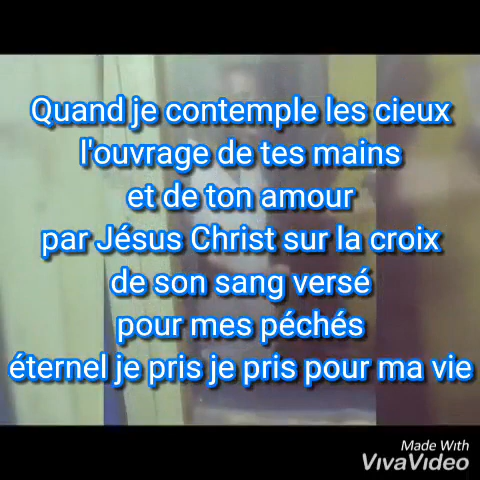 Quand je contemple les cieux
l'ouvrage de tes mains
et de ton amour
par Jésus Christ sur la croix
de son sang versé
pour mes péchés
éternel je pris je pris pour ma vie
Made With
VivaVideo